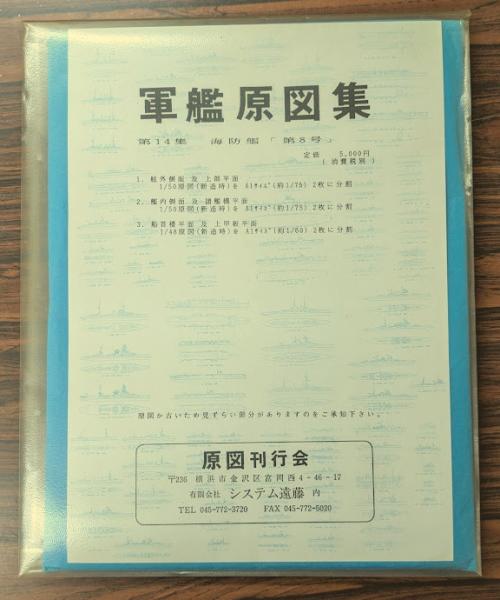 軍艦原図集
第14集 海防艦「第8号」
定価 5,000円
(消費税別)
1. 艦外側面 及 上部平面
1/50原図(新造時)を A1サイズ(約1/75) 2枚に分割
2. 艦内側面 及 諸艦橋平面
1/50原図(新造時)を A1サイズ(約1/75) 2枚に分割
3. 船首楼平面 及 上甲板平面
1/40原図(新造時)を A1サイズ(約1/60) 2枚に分割
原図が古いため見ずらい部分がありますのをご承知下さい。
原図刊行会
〒236 横浜市金沢区富岡西4-46-17
有限会社 システム遠藤 内
TEL 045-772-3720 FAX 045-772-5020